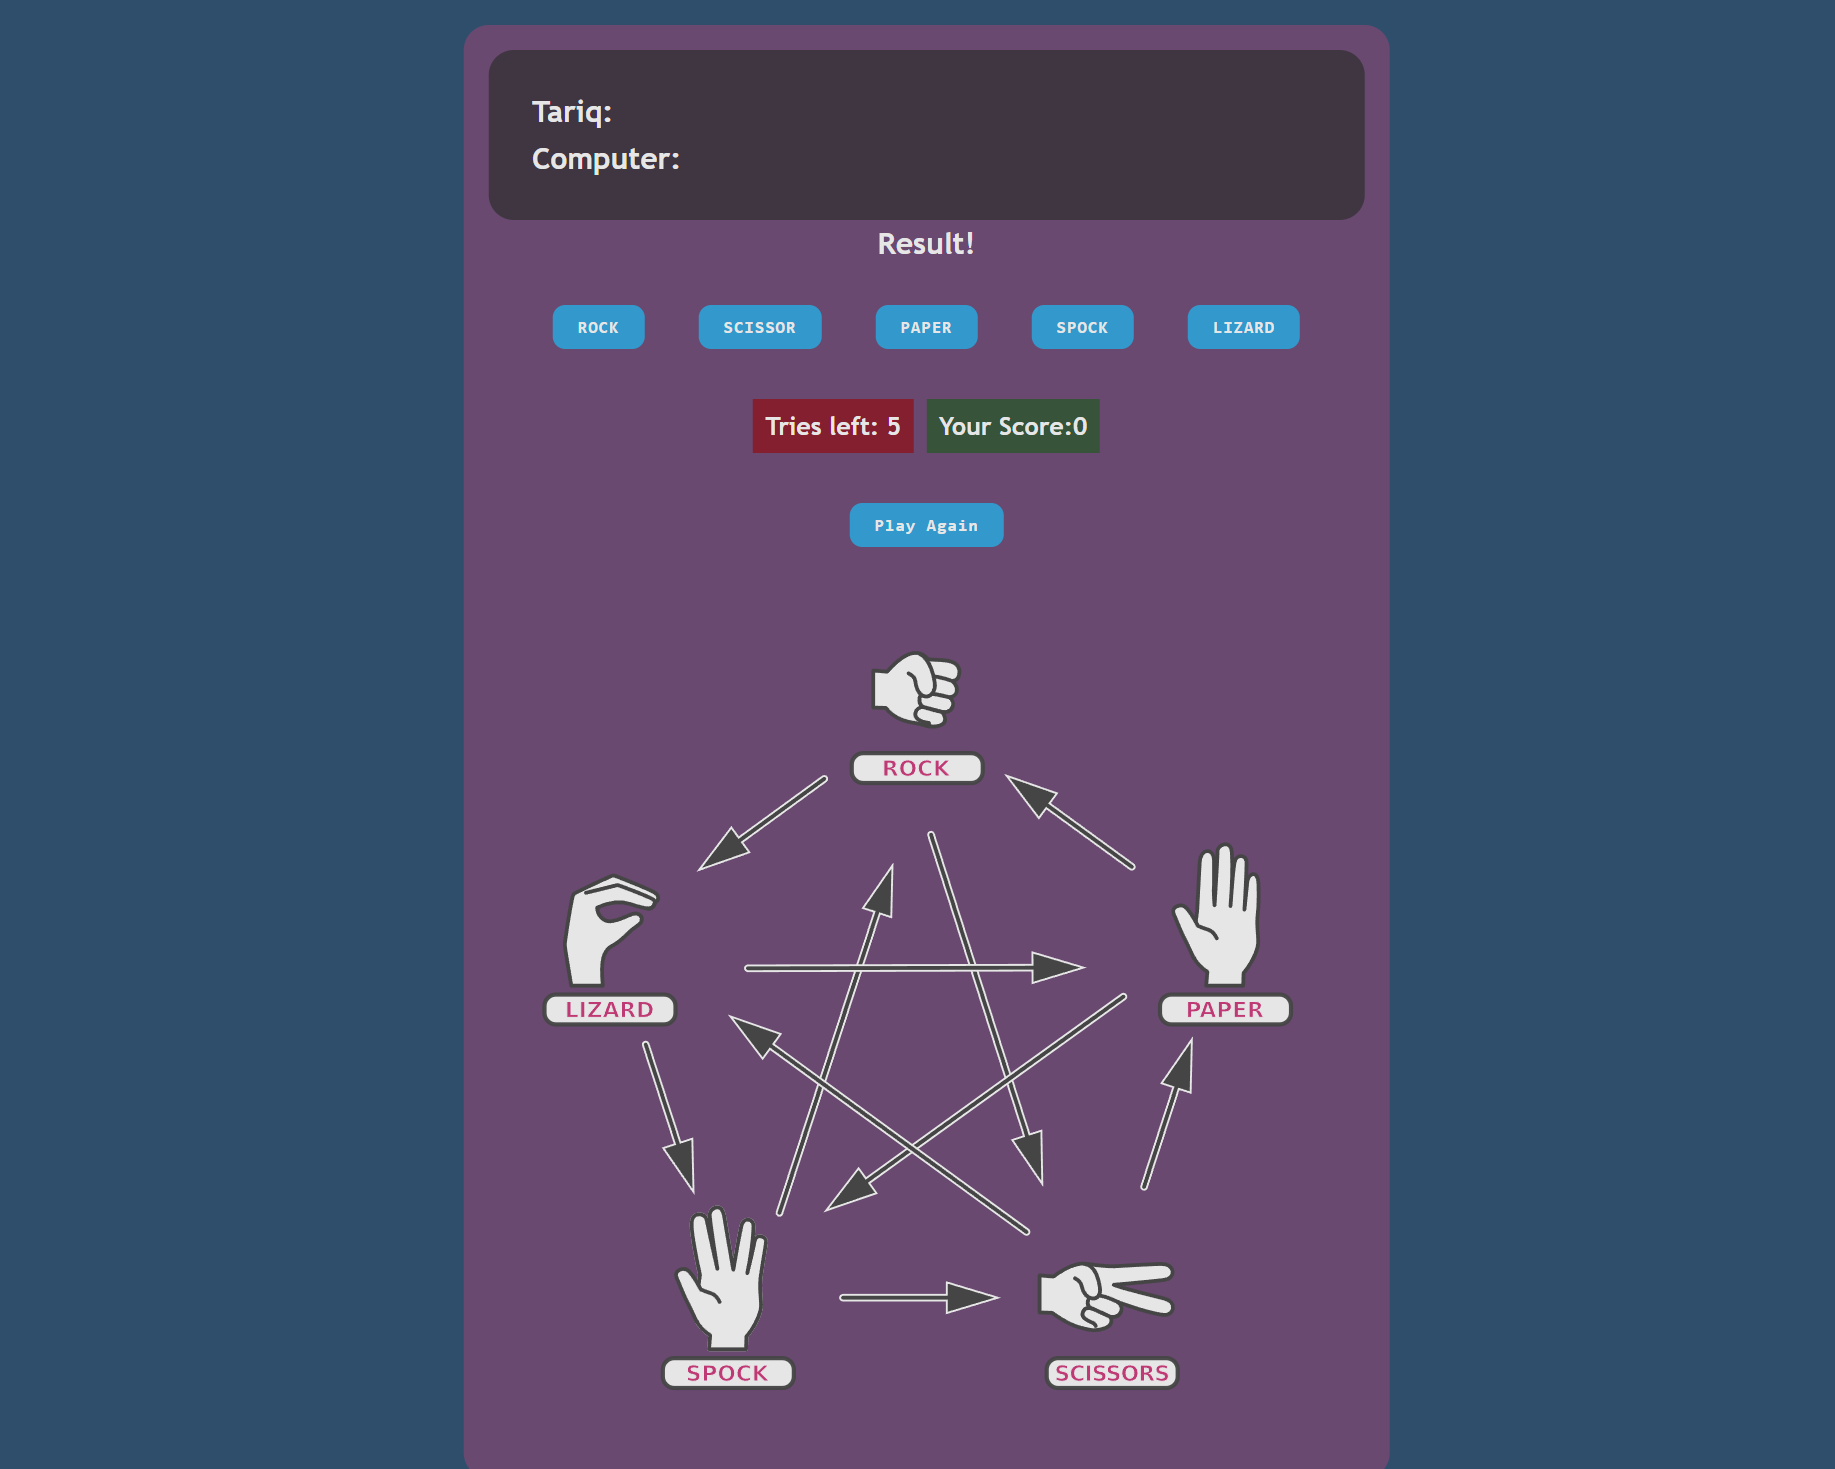 Tariq:
Computer:
Result!
ROCK SCISSOR PAPER SPOCK LIZARD
Tries left: 5 Your Score:0
Play Again
ROCK
LIZARD PAPER
SPOCK SCISSORS